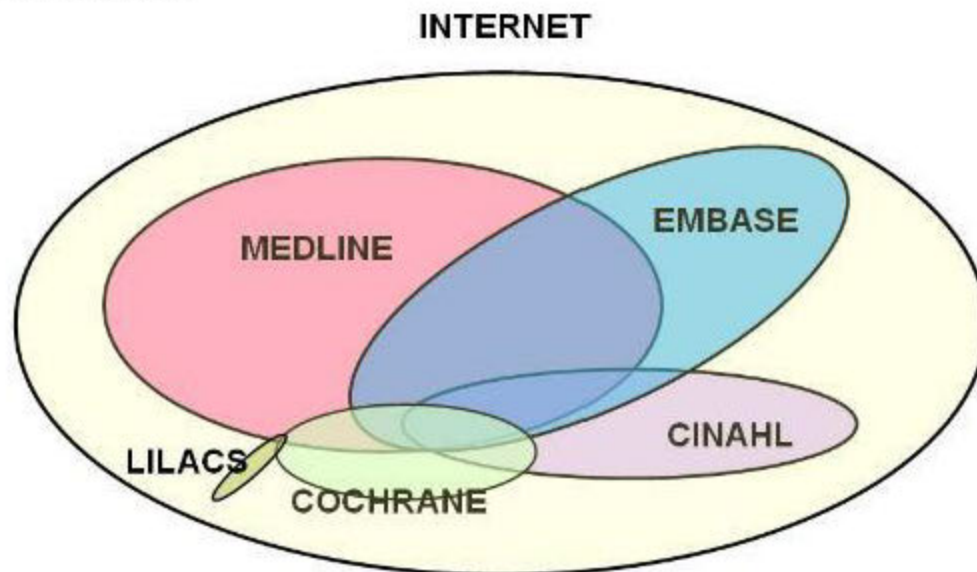 INTERNET
EMBASE
MEDLINE
CINAHL
LILACS
COCHRANE